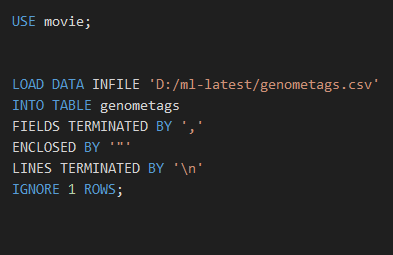 USE movie;
LOAD DATA INFILE 'D:/ml-latest/genometags.csv'
INTO TABLE genometags
FIELDS TERMINATED BY ','
ENCLOSED BY '"'
LINES TERMINATED BY '\n'
IGNORE 1 ROWS;